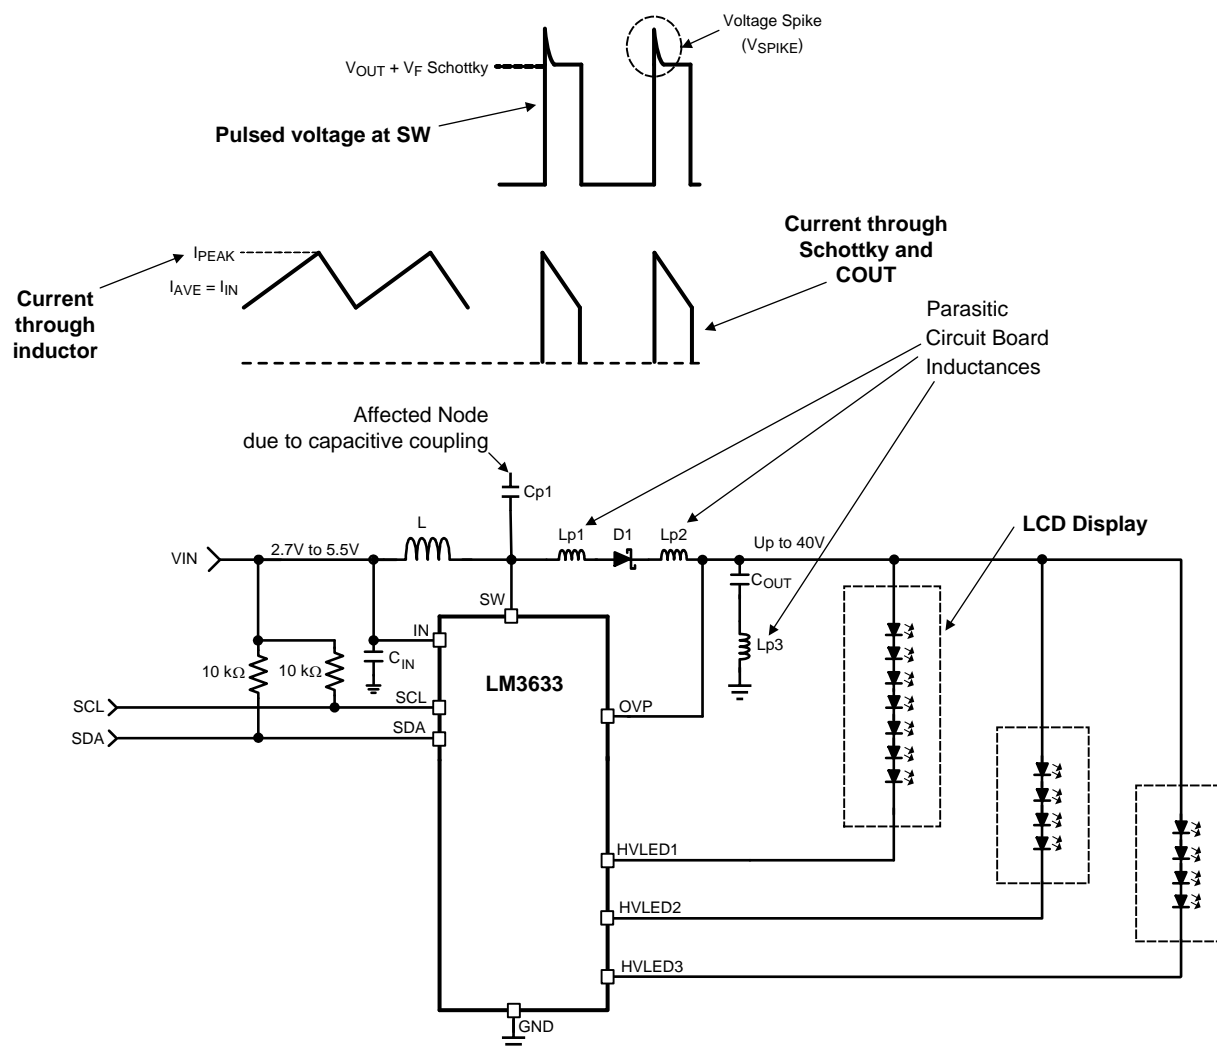 Voltage Spike
(VSPIKE)
VOUT + VF Schottky
Pulsed voltage at SW
Current through
Schottky and
COUT
IPEAK
IAVE = IIN
Current
through
inductor
Parasitic
Circuit Board
Inductances
Affected Node
due to capacitive coupling
Cp1
L
Lp1
D1
Lp2
LCD Display
VIN
2.7V to 5.5V
Up to 40V
COUT
SW
IN
CIN
Lp3
10 kΩ
10 kΩ
LM3633
SCL
SCL
OVP
SDA
SDA
HVLED1
HVLED2
HVLED3
GND